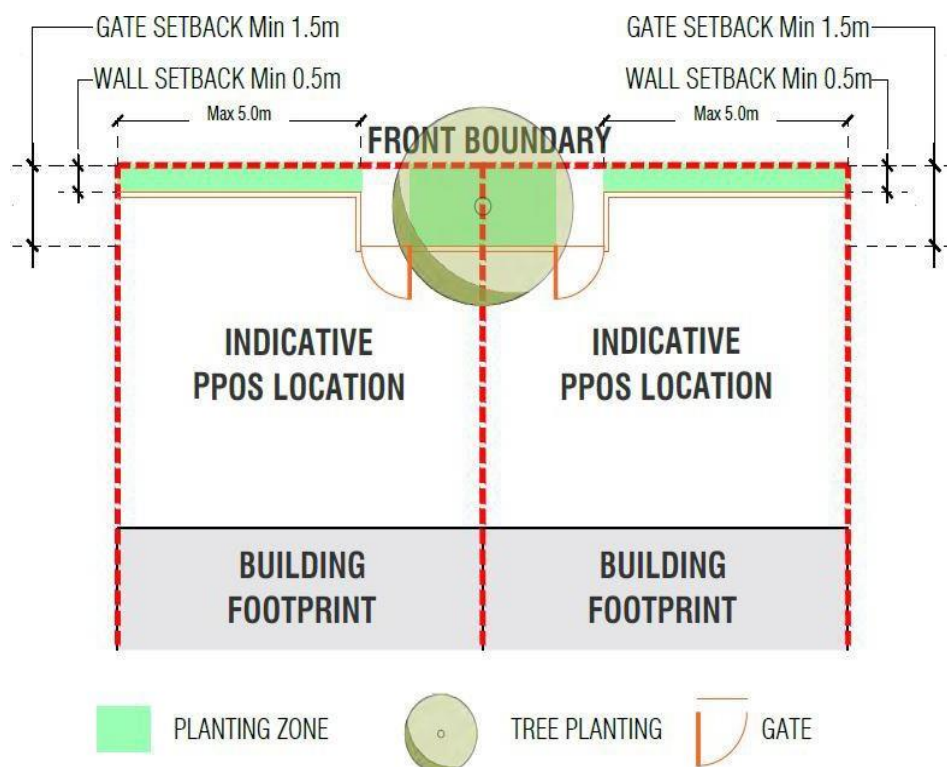 GATE SETBACK Min 1.5m
GATE SETBACK Min 1.5m
WALL SETBACK Min 0.5m
WALL SETBACK Min 0.5m
Max 5.0m
Max 5.0m
FRONT BOUNDARY
INDICATIVE
PPOS LOCATION
INDICATIVE
PPOS LOCATION
BUILDING
FOOTPRINT
BUILDING
FOOTPRINT
PLANTING ZONE
TREE PLANTING
GATE